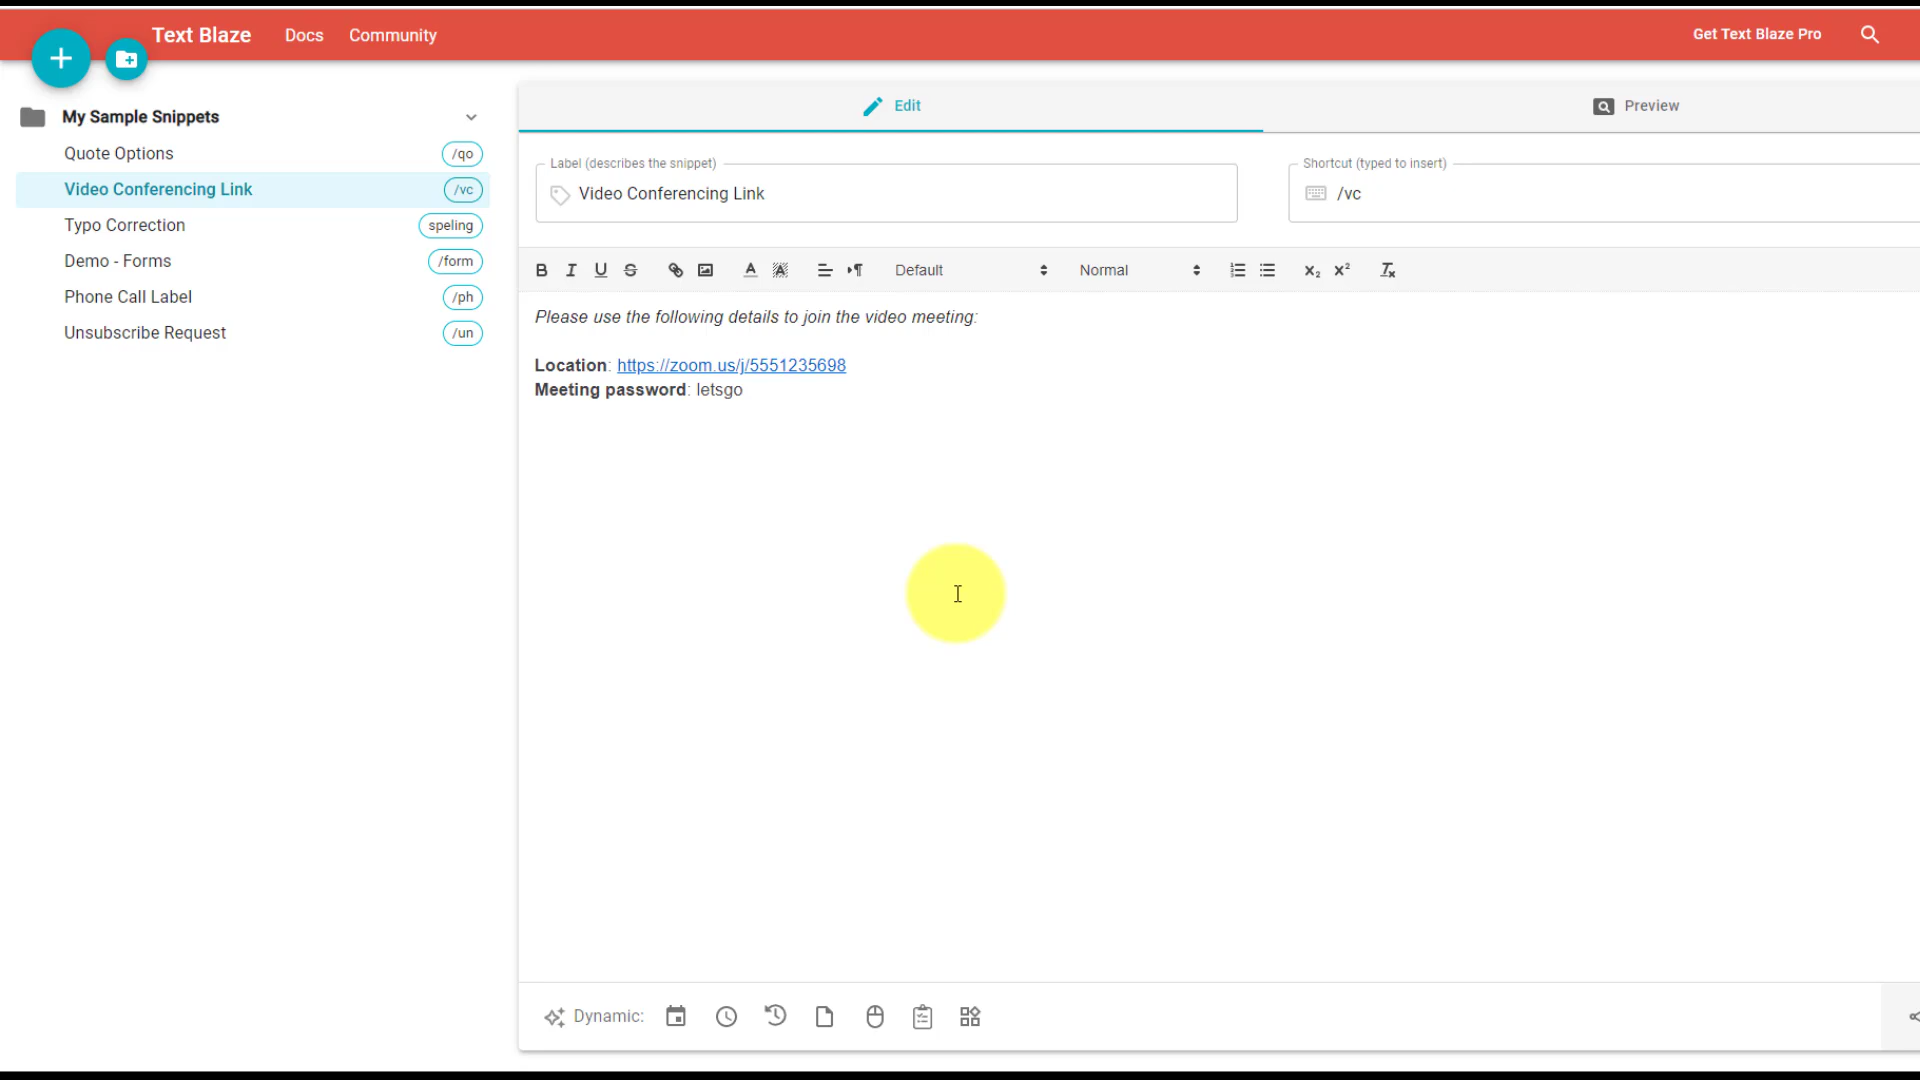 Text Blaze Docs Community Get Text Blaze Pro
My Sample Snippets
Quote Options /qo
Video Conferencing Link /vc
Typo Correction speling
Demo - Forms /form
Phone Call Label /ph
Unsubscribe Request /un
Edit Preview
Label (describes the snippet) Shortcut (typed to insert)
Video Conferencing Link /vc
Default Normal
Please use the following details to join the video meeting:
Location: https://zoom.us/j/5551235698
Meeting password: letsgo
Dynamic: